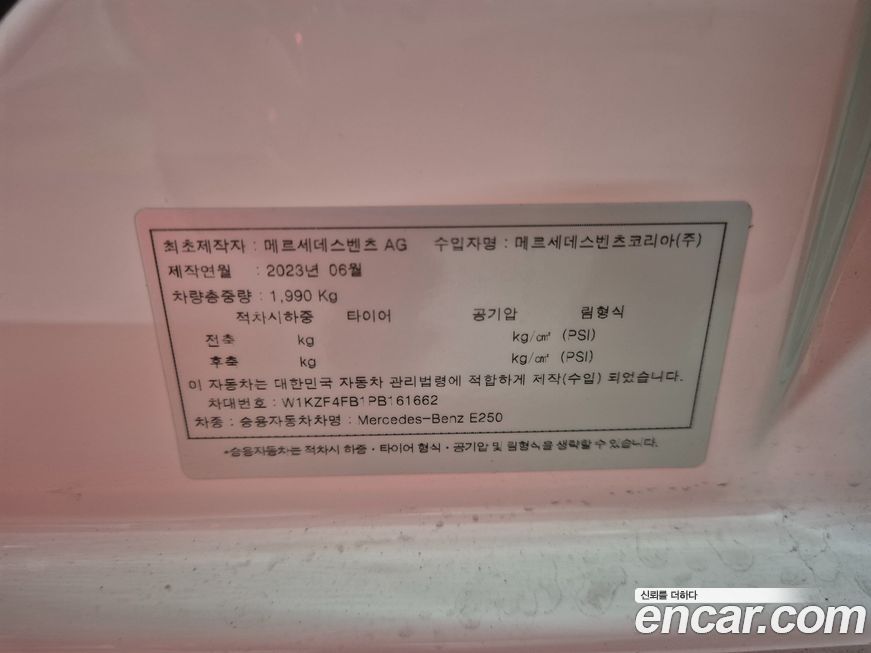 최초제작자 : 메르세데스벤츠 AG 수입자명 : 메르세데스벤츠코리아(주)
제작연월 : 2023년 06월
차량총중량 : 1,990 Kg
적차시하중 타이어 공기압 림형식
전축 kg kg/㎠ (PSI)
후축 kg kg/㎠ (PSI)
이 자동차는 대한민국 자동차 관리법령에 적합하게 제작(수입) 되었습니다.
차대번호 : W1KZF4FB1PB161662
차종 : 승용자동차차명 : Mercedes-Benz E250
*승용자동차는 적차시 하중·타이어 형식·공기압 및 림형식을 생략할 수 있습니다.
신뢰를 더하다
encar.com